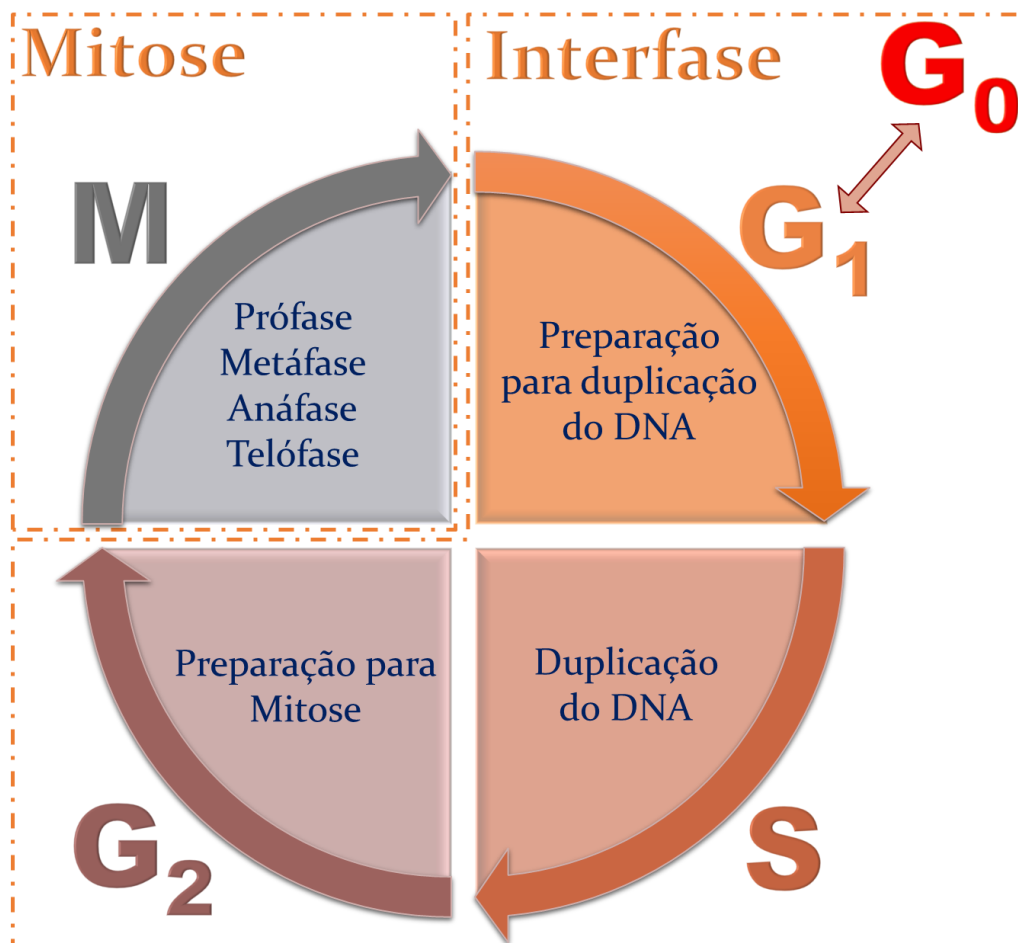 Mitose
Interfase
G0
M
G1
Prófase
Metáfase
Anáfase
Telófase
Preparação
para duplicação
do DNA
Preparação para
Mitose
Duplicação
do DNA
G2
S